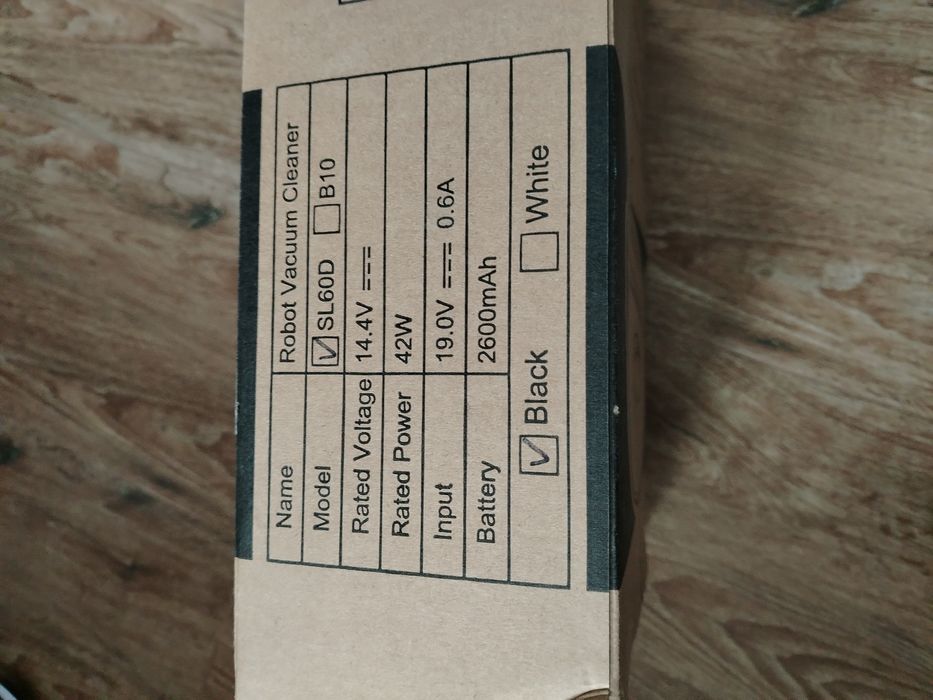 Name Robot Vacuum Cleaner
Model ☑ SL60D ☐ B10
Rated Voltage 14.4V ⎓
Rated Power 42W
Input 19.0V ⎓ 0.6A
Battery 2600mAh
☑ Black ☐ White